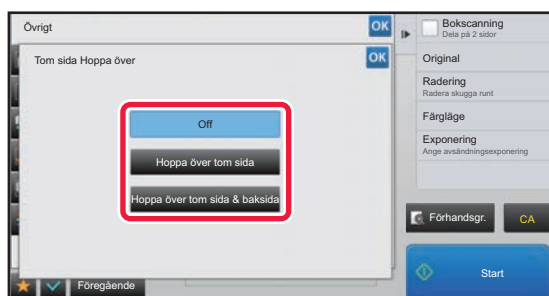 Övrigt
OK
Tom sida Hoppa över
OK
Off
Hoppa över tom sida
Hoppa över tom sida & baksida
Föregående
Bokscanning
Dela på 2 sidor
Original
Radering
Radera skugga runt
Färgläge
Exponering
Ange avsändningsexponering
Förhandsgr.
CA
Start